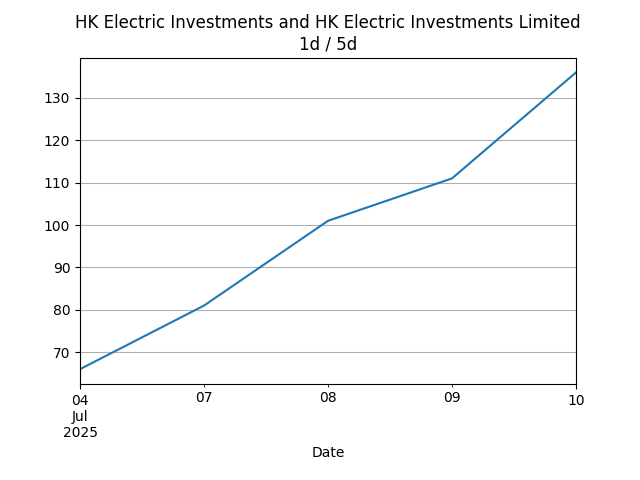 HK Electric Investments and HK Electric Investments Limited
1d / 5d
130
120
110
100
90
80
70
04 07 08 09 10
Jul
2025
Date